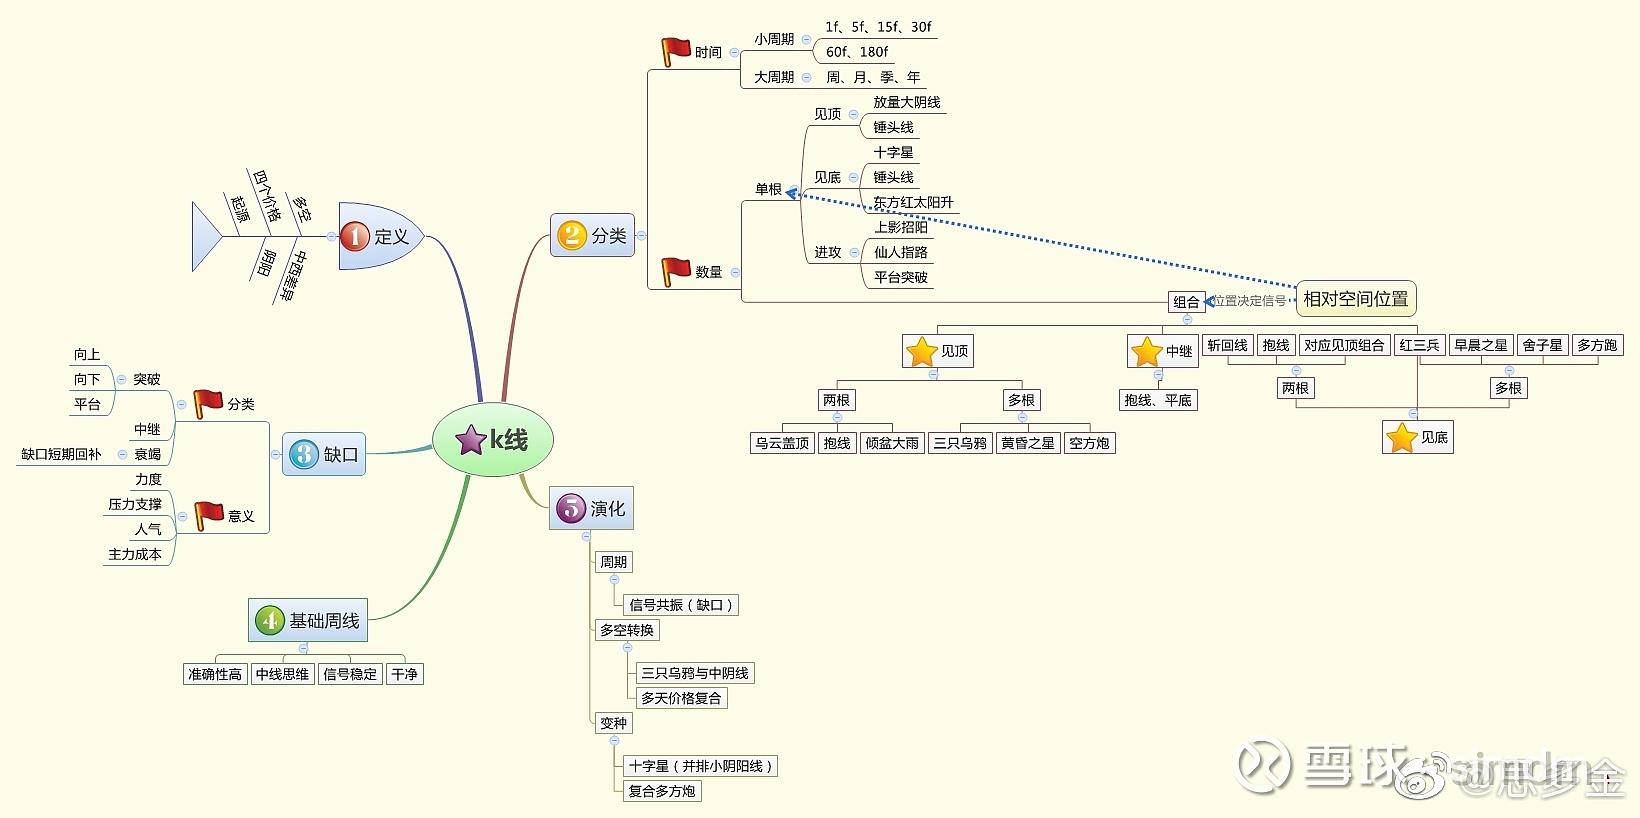 k线
1 定义
起源
四个价格
多空
阴阳
中西差异
2 分类
时间
小周期
1f、5f、15f、30f
60f、180f
大周期
周、月、季、年
数量
单根
见顶
放量大阴线
锤头线
见底
十字星
锤头线
东方红太阳升
进攻
上影招阳
仙人指路
平台突破
组合
位置决定信号
相对空间位置
见顶
两根
乌云盖顶
抱线
倾盆大雨
多根
三只乌鸦
黄昏之星
空方炮
中继
抱线、平底
斩回线
抱线
对应见顶组合
两根
红三兵
早晨之星
舍子星
多方跑
多根
见底
3 缺口
分类
突破
向上
向下
平台
中继
衰竭
缺口短期回补
意义
力度
压力支撑
人气
主力成本
4 基础周线
准确性高
中线思维
信号稳定
干净
5 演化
周期
信号共振（缺口）
多空转换
三只乌鸦与中阴线
多天价格复合
变种
十字星（并排小阴阳线）
复合多方炮
雪球
@思多金